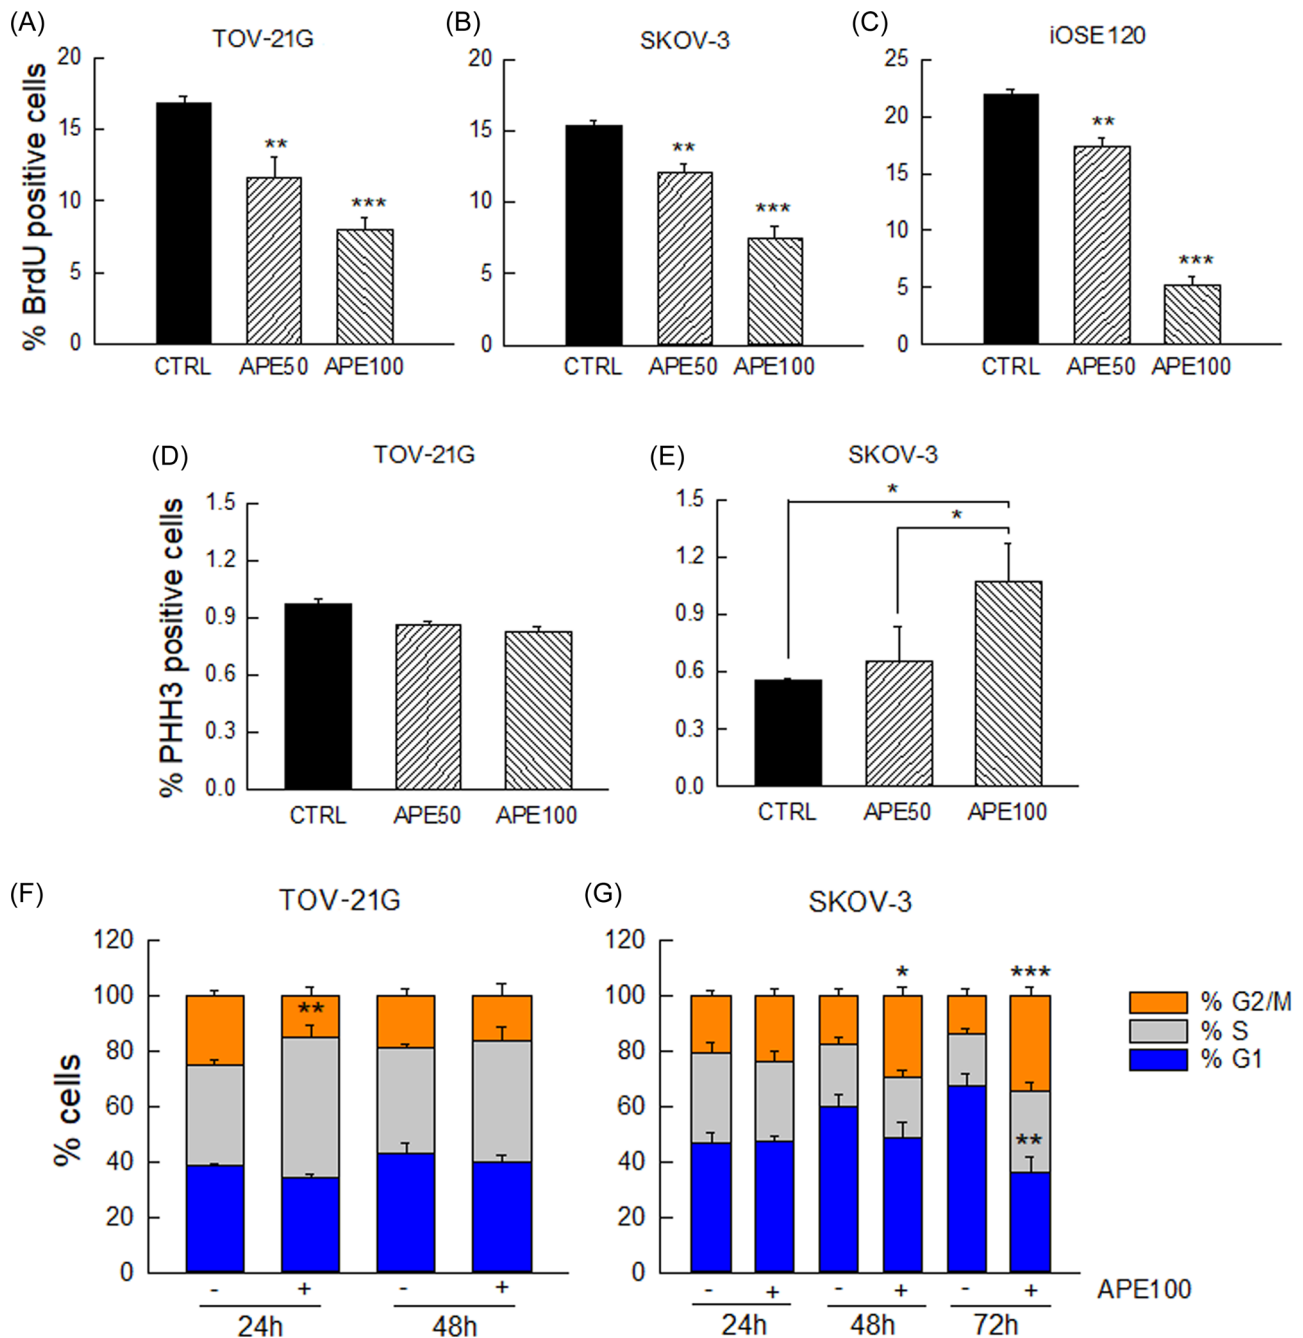 (A) TOV-21G
% BrdU positive cells
20
15
10
5
0
**
***
CTRL APE50 APE100
(B) SKOV-3
20
15
10
5
0
**
***
CTRL APE50 APE100
(C) iOSE120
25
20
15
10
5
0
**
***
CTRL APE50 APE100
(D) TOV-21G
% PHH3 positive cells
1.5
1.2
0.9
0.6
0.3
0.0
CTRL APE50 APE100
(E) SKOV-3
1.5
1.2
0.9
0.6
0.3
0.0
*
*
CTRL APE50 APE100
(F) TOV-21G
% cells
120
100
80
60
40
20
0
**
- + - +
24h 48h
(G) SKOV-3
120
100
80
60
40
20
0
* ***
**
- + - + - + APE100
24h 48h 72h
% G2/M
% S
% G1